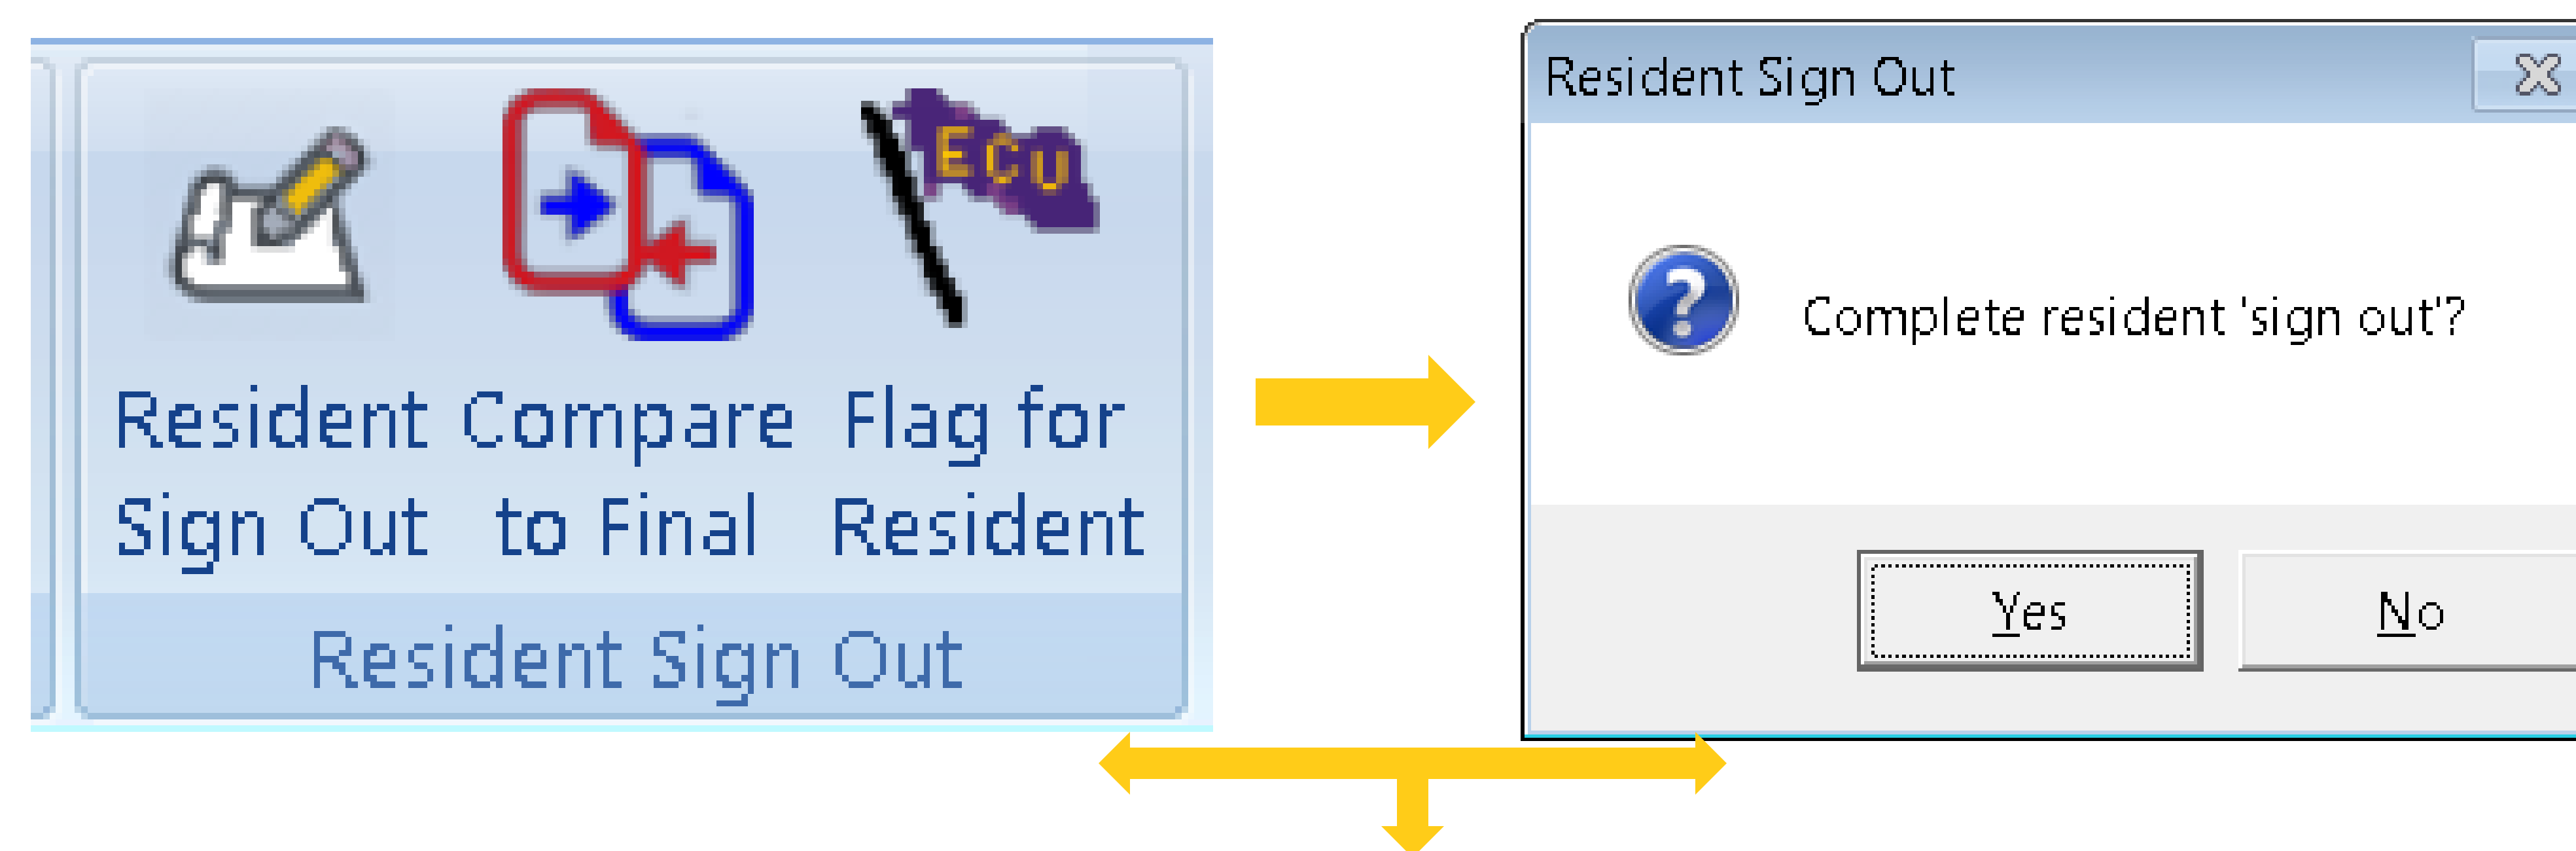 ECU
Resident Compare Flag for
Sign Out to Final Resident
Resident Sign Out
Resident Sign Out
Complete resident 'sign out'?
Yes No